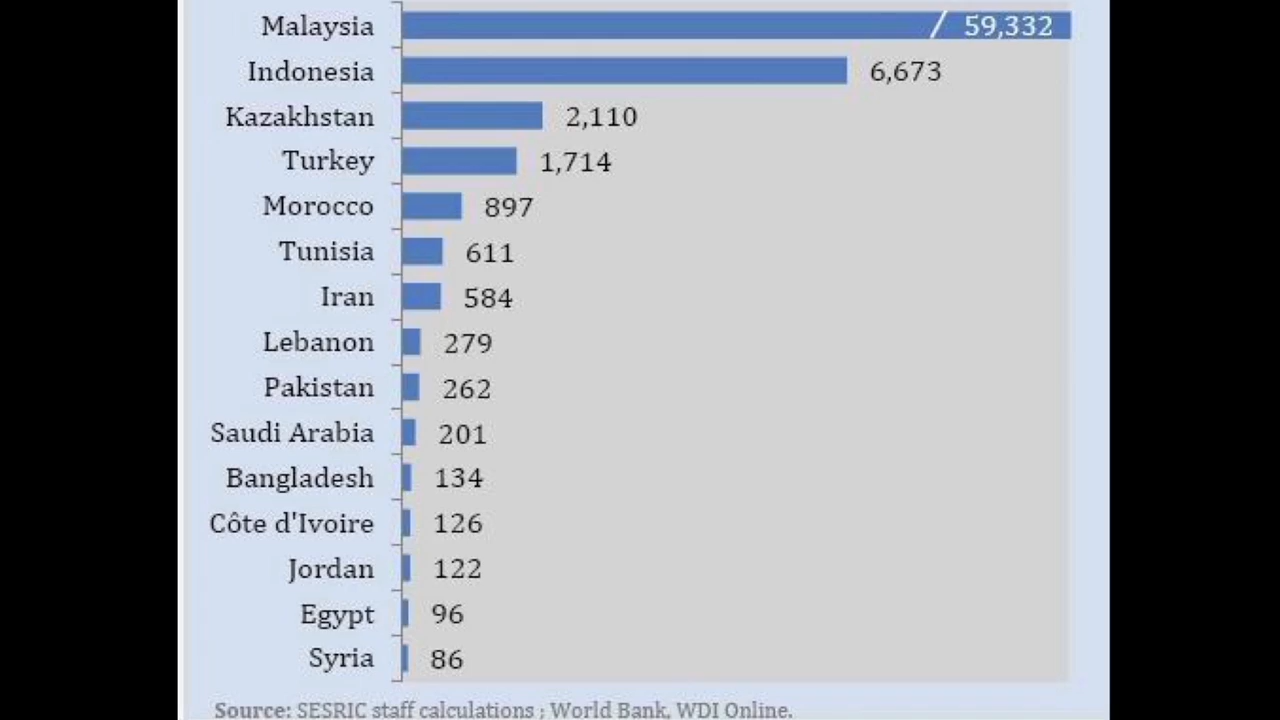 Malaysia 59,332
Indonesia 6,673
Kazakhstan 2,110
Turkey 1,714
Morocco 897
Tunisia 611
Iran 584
Lebanon 279
Pakistan 262
Saudi Arabia 201
Bangladesh 134
Côte d'Ivoire 126
Jordan 122
Egypt 96
Syria 86
Source: SESRIC staff calculations ; World Bank, WDI Online.